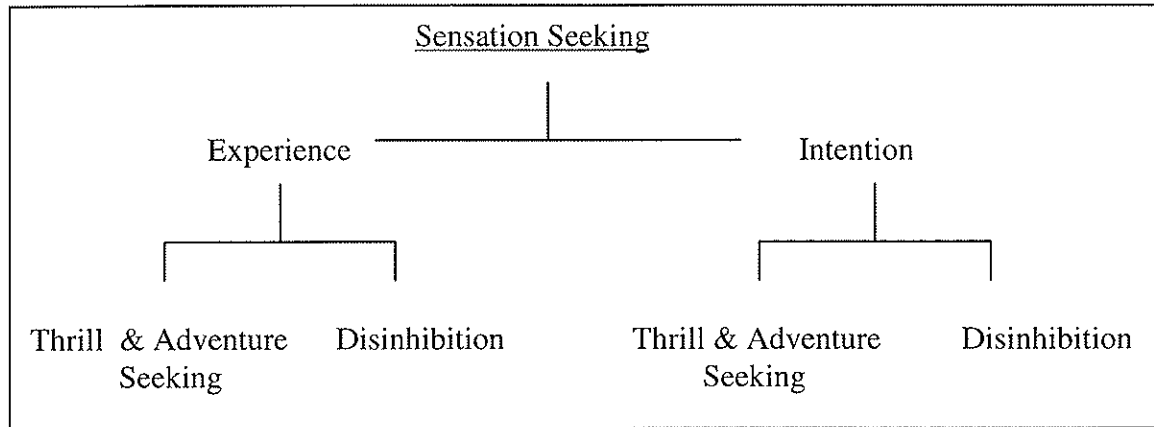 Sensation Seeking
Experience
Intention
Thrill & Adventure
Seeking
Disinhibition
Thrill & Adventure
Seeking
Disinhibition